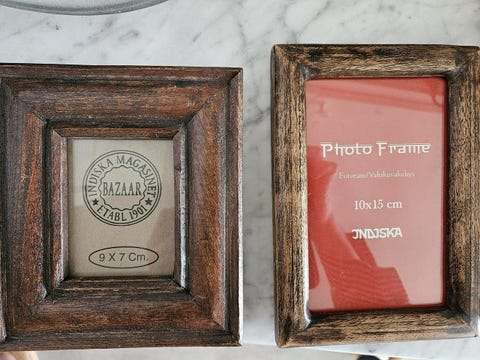 INDISKA MAGASINET
BAZAAR
ETABL 1901
9 X 7 Cm.
Photo Frame
Fotoram/Valokuvakehys
10x15 cm
INDISKA